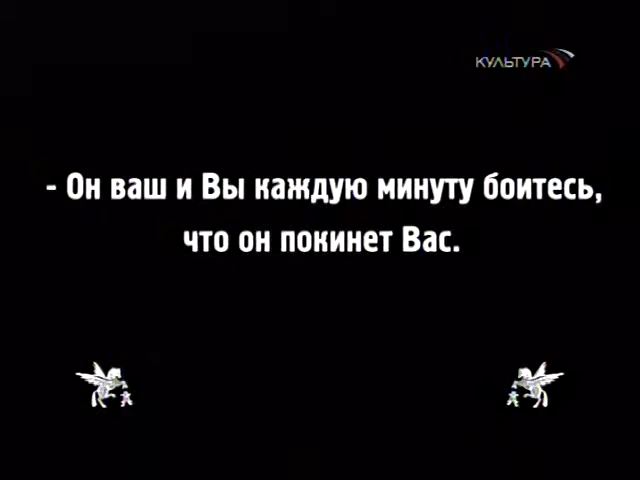 КУЛЬТУРА
- Он ваш и Вы каждую минуту боитесь,
что он покинет Вас.